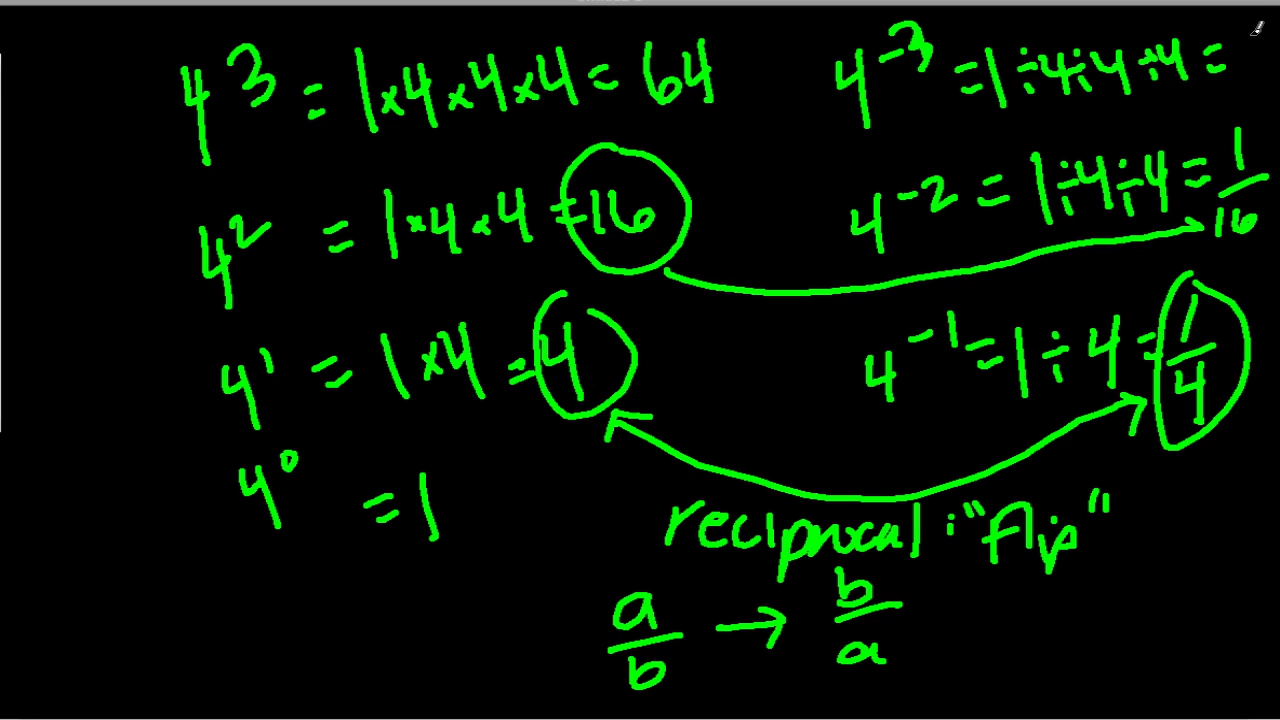 4³ = 1×4×4×4 = 64
4⁻³ = 1÷4÷4÷4 =
4² = 1×4×4 = 16
4⁻² = 1÷4÷4 = 1/16
4¹ = 1×4 = 4
4⁻¹ = 1÷4 = 1/4
4⁰ = 1
reciprocal : "flip"
a/b → b/a